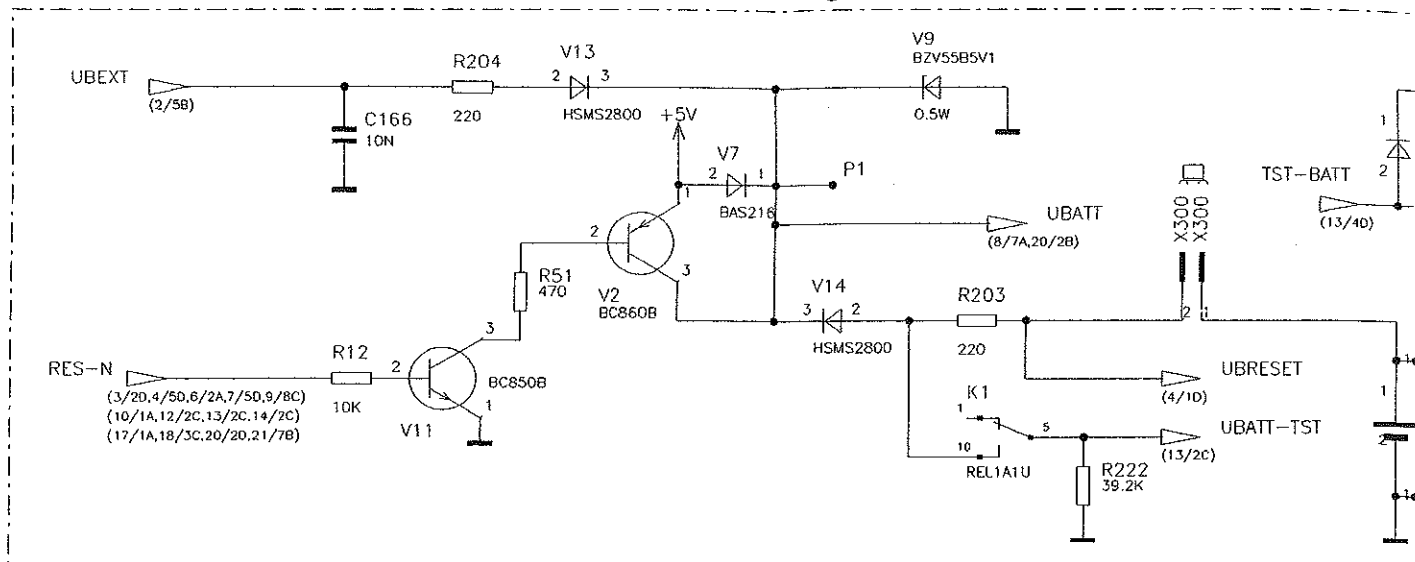 UBEXT
(2/5B)
R204
220
V13
2 3
HSMS2800
V9
BZV55B5V1
0.5W
C166
10N
+5V
V7
2 1
BAS216
P1
1
2
3
V2
BC860B
R51
470
UBATT
(8/7A,20/2B)
X300
X300
2 1
TST-BATT
(13/4D)
1
2
V14
3 2
HSMS2800
R203
220
RES-N
(3/2D,4/5D,6/2A,7/5D,9/8C)
(10/1A,12/2C,13/2C,14/2C)
(17/1A,18/3C,20/2D,21/7B)
R12
10K
2
3
1
BC850B
V11
UBRESET
(4/1D)
K1
1
5
10
REL1A1U
UBATT-TST
(13/2C)
R222
39.2K
1
1
2
1